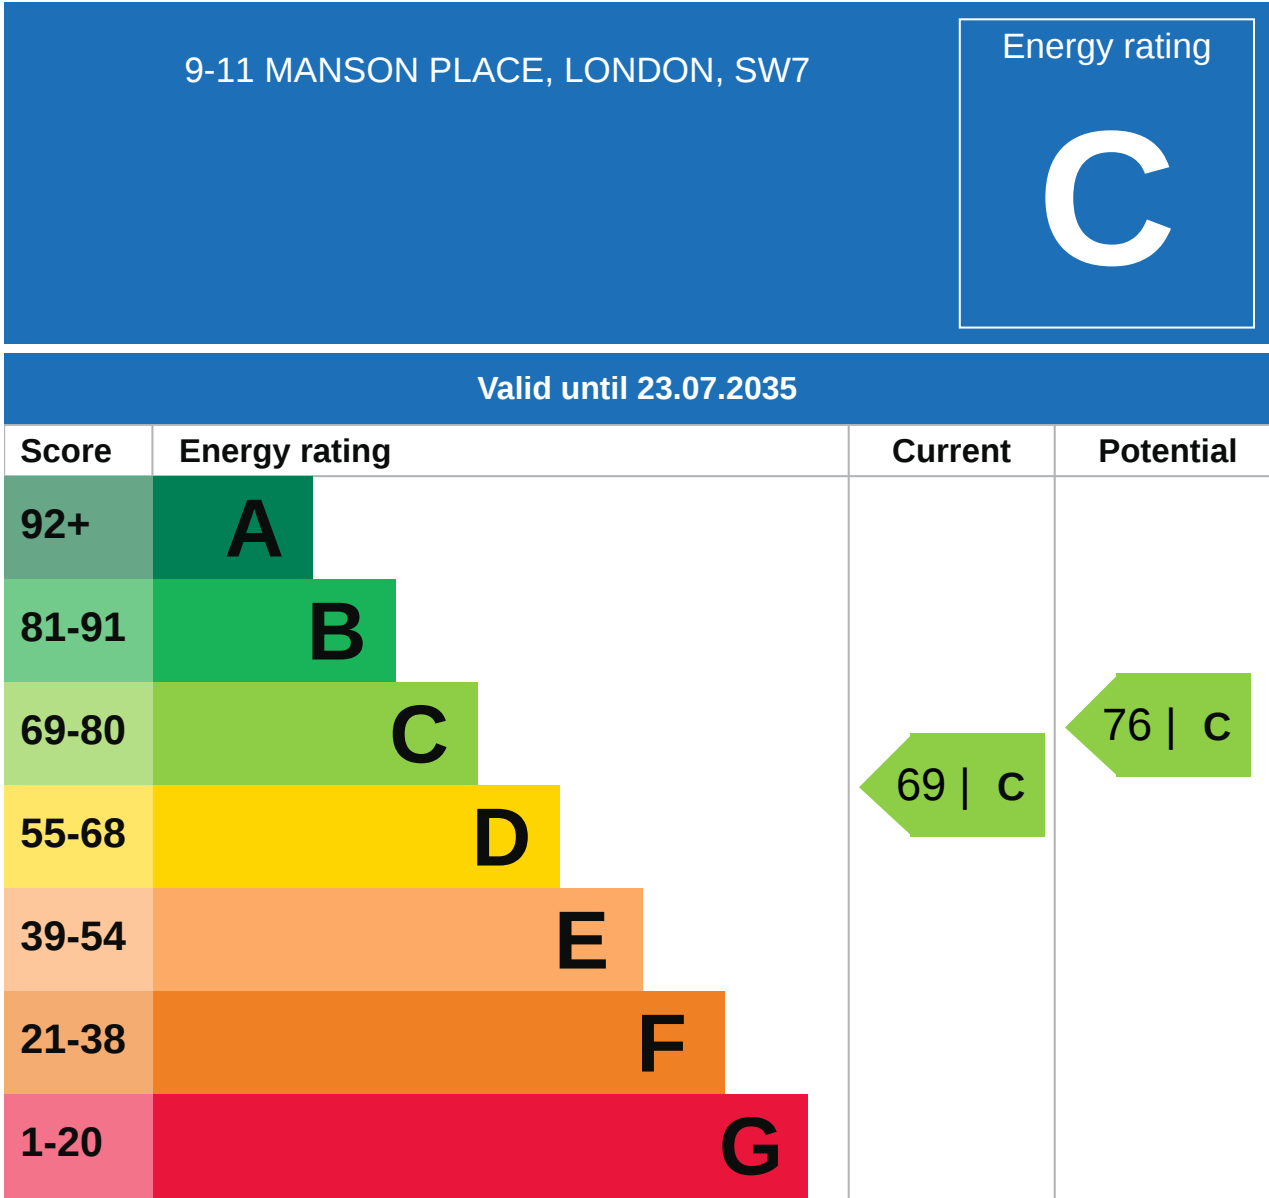 9-11 MANSON PLACE, LONDON, SW7
Energy rating
C
Valid until 23.07.2035
Score Energy rating Current Potential
92+ A
81-91 B
69-80 C
76 | C
69 | C
55-68 D
39-54 E
21-38 F
1-20 G